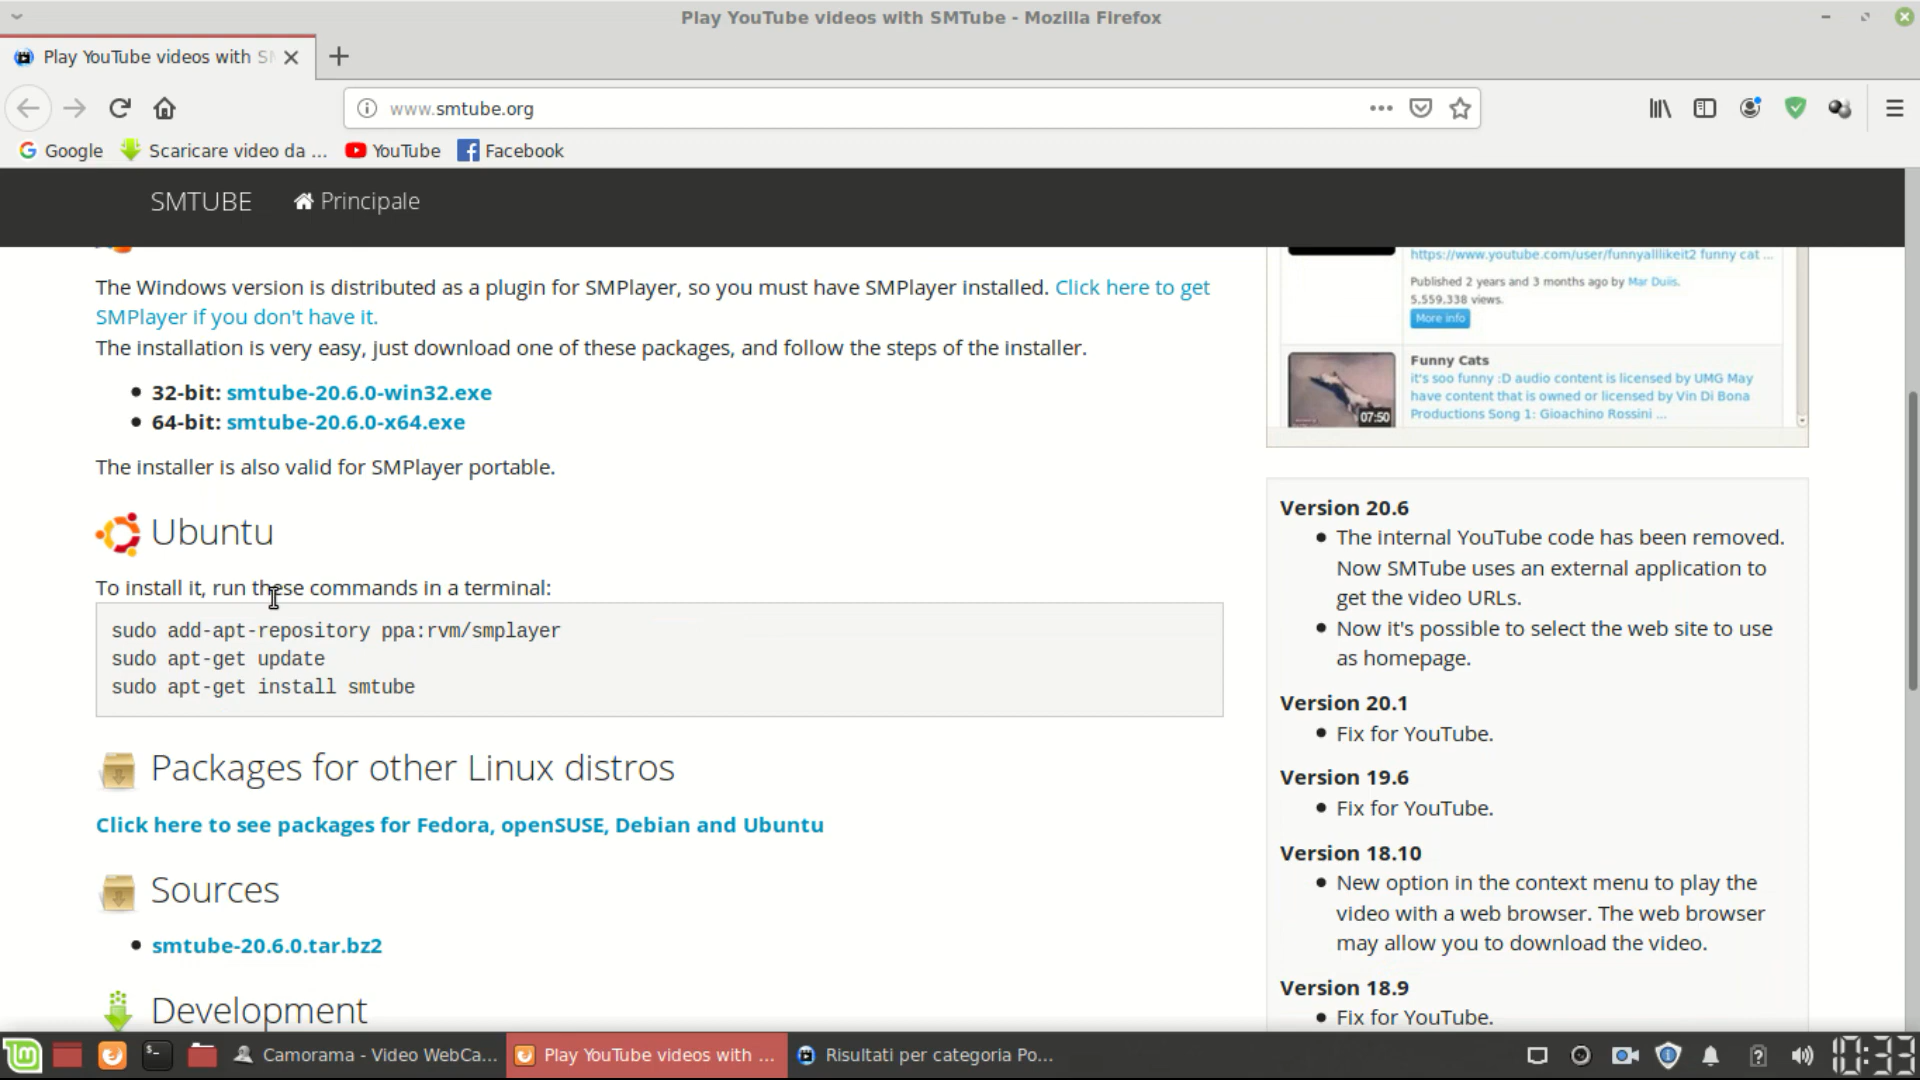 Play YouTube videos with SMTube - Mozilla Firefox
Play YouTube videos with SM
www.smtube.org
Google
Scaricare video da ...
YouTube
Facebook
SMTUBE
Principale
The Windows version is distributed as a plugin for SMPlayer, so you must have SMPlayer installed. Click here to get
SMPlayer if you don't have it.
The installation is very easy, just download one of these packages, and follow the steps of the installer.
32-bit: smtube-20.6.0-win32.exe
64-bit: smtube-20.6.0-x64.exe
The installer is also valid for SMPlayer portable.
Ubuntu
To install it, run these commands in a terminal:
sudo add-apt-repository ppa:rvm/smplayer
sudo apt-get update
sudo apt-get install smtube
Packages for other Linux distros
Click here to see packages for Fedora, openSUSE, Debian and Ubuntu
Sources
smtube-20.6.0.tar.bz2
Development
https://www.youtube.com/user/funnyalllikeit2 funny cat ...
Published 2 years and 3 months ago by Mar Duiis.
5,559,338 views.
More info
Funny Cats
it's soo funny :D audio content is licensed by UMG May
have content that is owned or licensed by Vin Di Bona
Productions Song 1: Gioachino Rossini ...
07:50
Version 20.6
The internal YouTube code has been removed.
Now SMTube uses an external application to
get the video URLs.
Now it's possible to select the web site to use
as homepage.
Version 20.1
Fix for YouTube.
Version 19.6
Fix for YouTube.
Version 18.10
New option in the context menu to play the
video with a web browser. The web browser
may allow you to download the video.
Version 18.9
Fix for YouTube.
Camorama - Video WebCa...
Play YouTube videos with ...
Risultati per categoria Po...
10:33